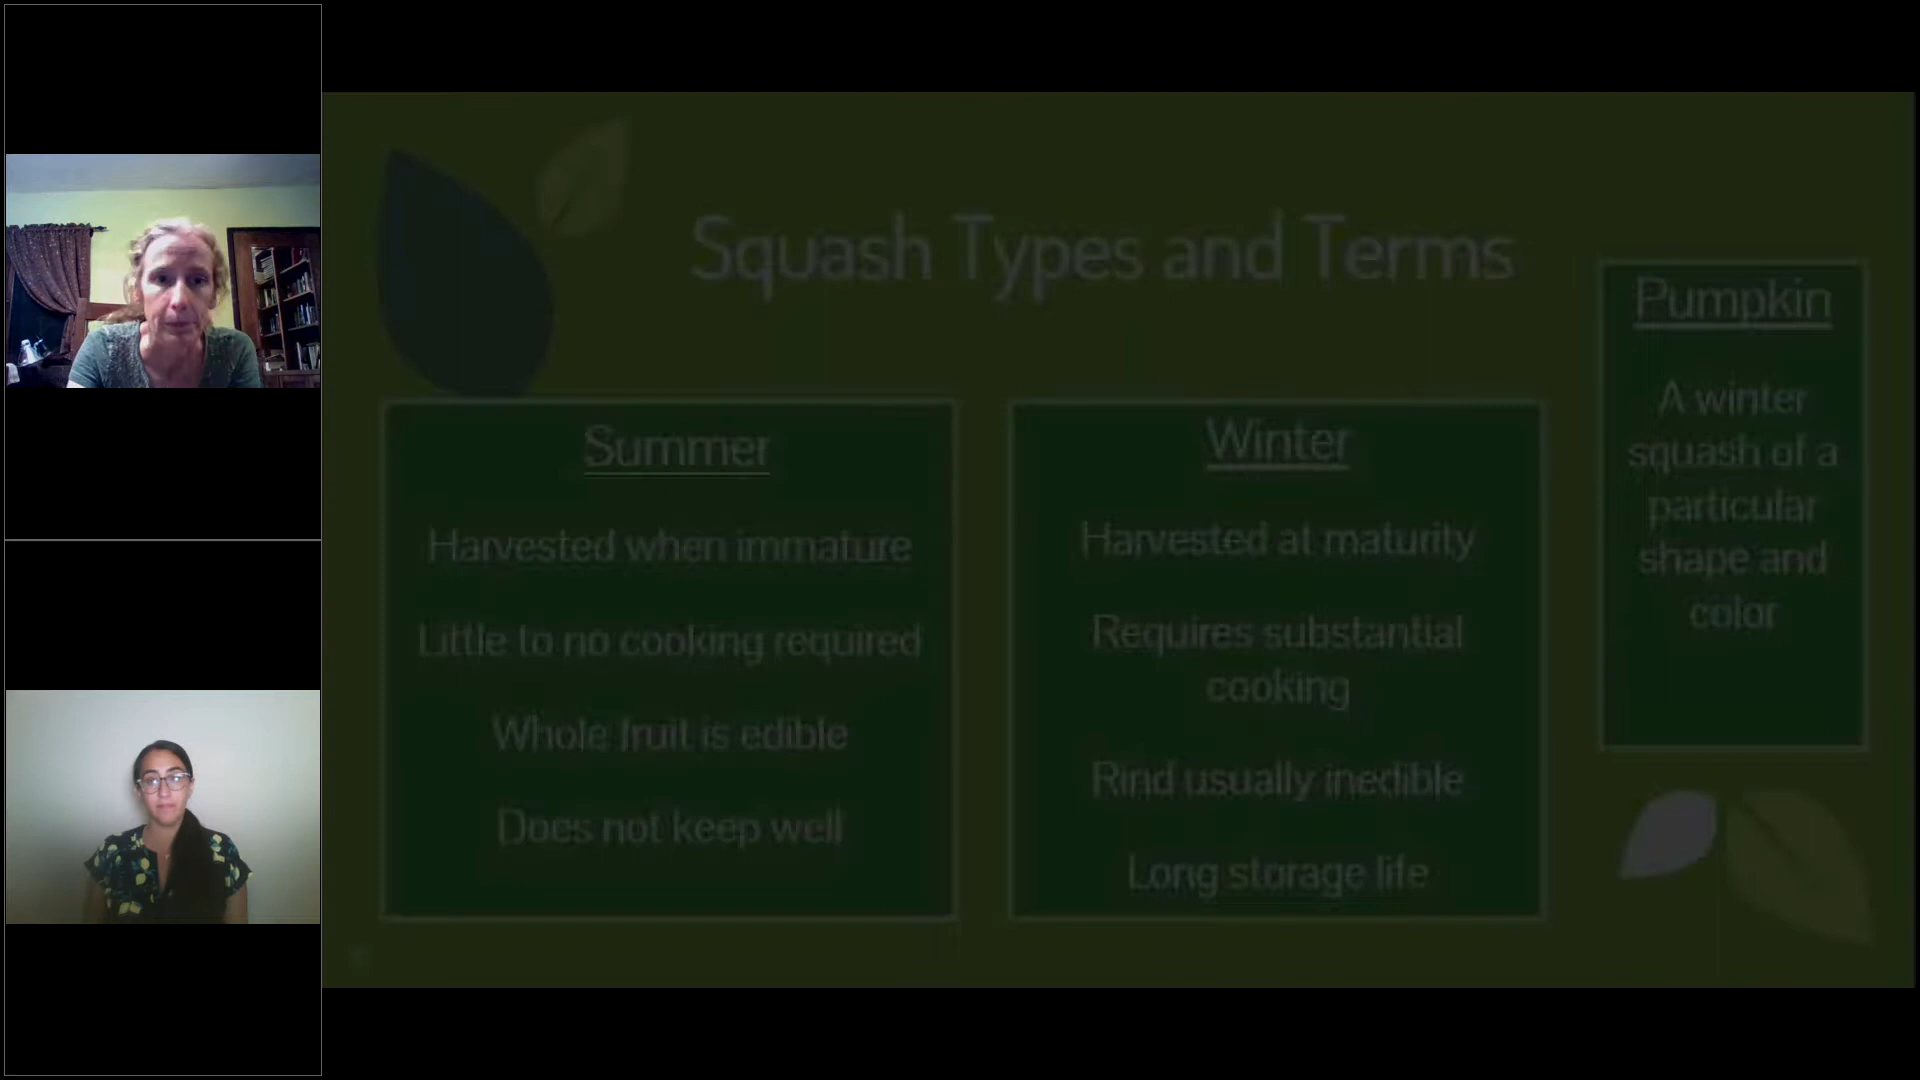 Squash Types and Terms
Summer
Harvested when immature
Little to no cooking required
Whole fruit is edible
Does not keep well
Winter
Harvested at maturity
Requires substantial
cooking
Rind usually inedible
Long storage life
Pumpkin
A winter
squash of a
particular
shape and
color